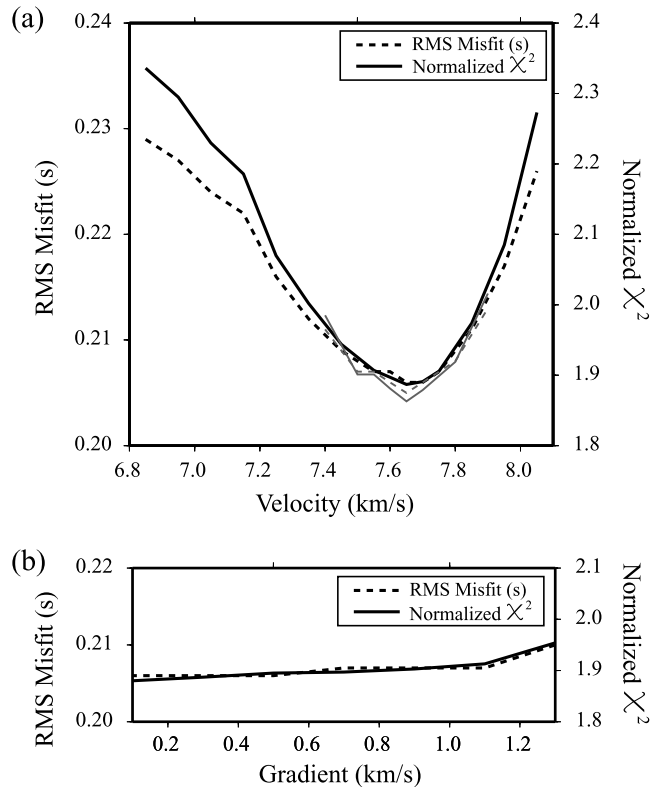 (a)
0.24
0.23
0.22
0.21
0.20
RMS Misfit (s)
2.4
2.3
2.2
2.1
2.0
1.9
1.8
Normalized χ²
RMS Misfit (s)
Normalized χ²
6.8 7.0 7.2 7.4 7.6 7.8 8.0
Velocity (km/s)
(b)
0.22
0.21
0.20
RMS Misfit (s)
2.1
2.0
1.9
1.8
Normalized χ²
RMS Misfit (s)
Normalized χ²
0.2 0.4 0.6 0.8 1.0 1.2
Gradient (km/s)